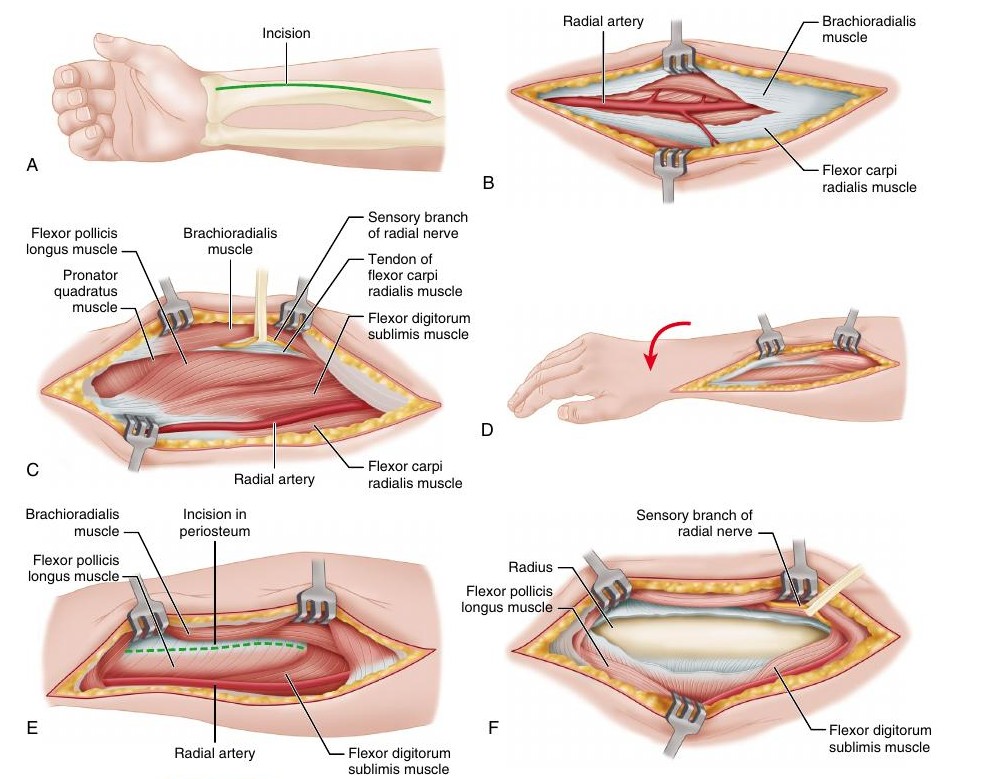 Incision
A
Radial artery
Brachioradialis
muscle
Flexor carpi
radialis muscle
B
Flexor pollicis
longus muscle
Pronator
quadratus
muscle
Brachioradialis
muscle
Sensory branch
of radial nerve
Tendon of
flexor carpi
radialis muscle
Flexor digitorum
sublimis muscle
Radial artery
Flexor carpi
radialis muscle
C
D
Brachioradialis
muscle
Incision in
periosteum
Flexor pollicis
longus muscle
Radial artery
Flexor digitorum
sublimis muscle
E
Sensory branch of
radial nerve
Radius
Flexor pollicis
longus muscle
Flexor digitorum
sublimis muscle
F